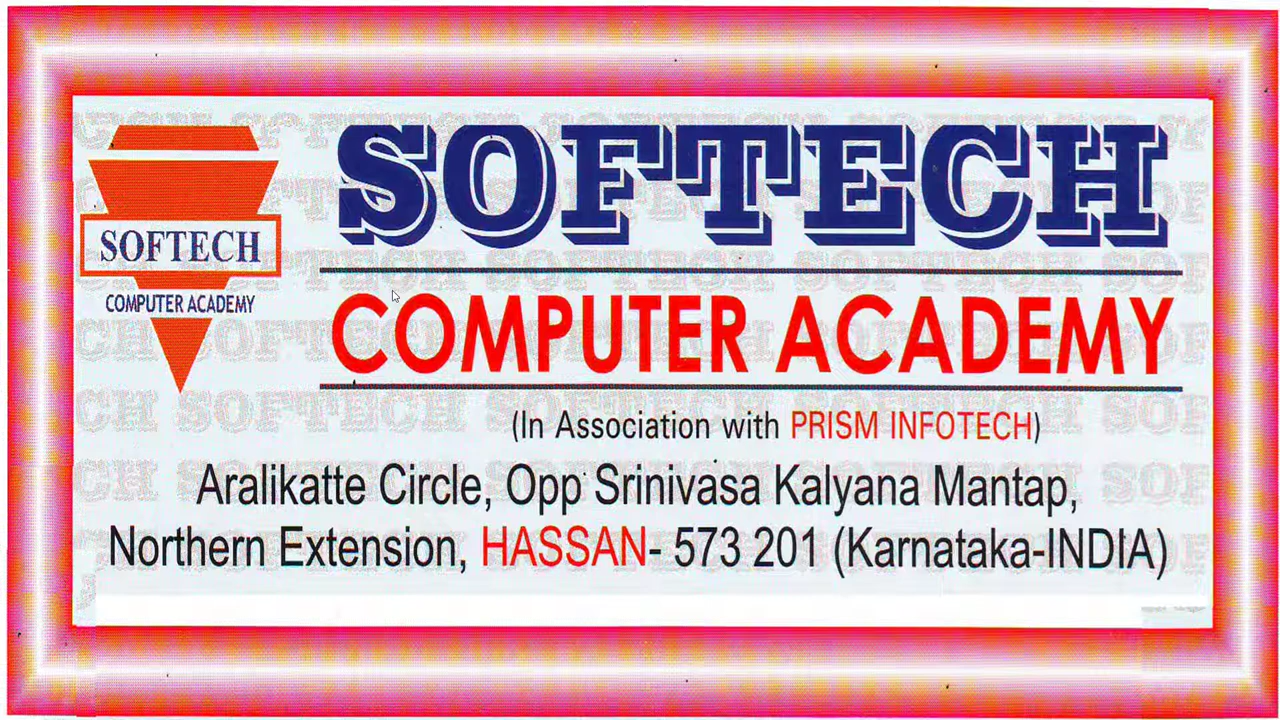 SOFTECH
COMPUTER ACADEMY
SOFTECH
COMPUTER ACADEMY
(In Association with PRISM INFOTECH)
Aralikatte Circle, Opp Srinivasa Kalyana Mantap,
Northern Extension, HASSAN- 573 201 (Karnataka-INDIA)